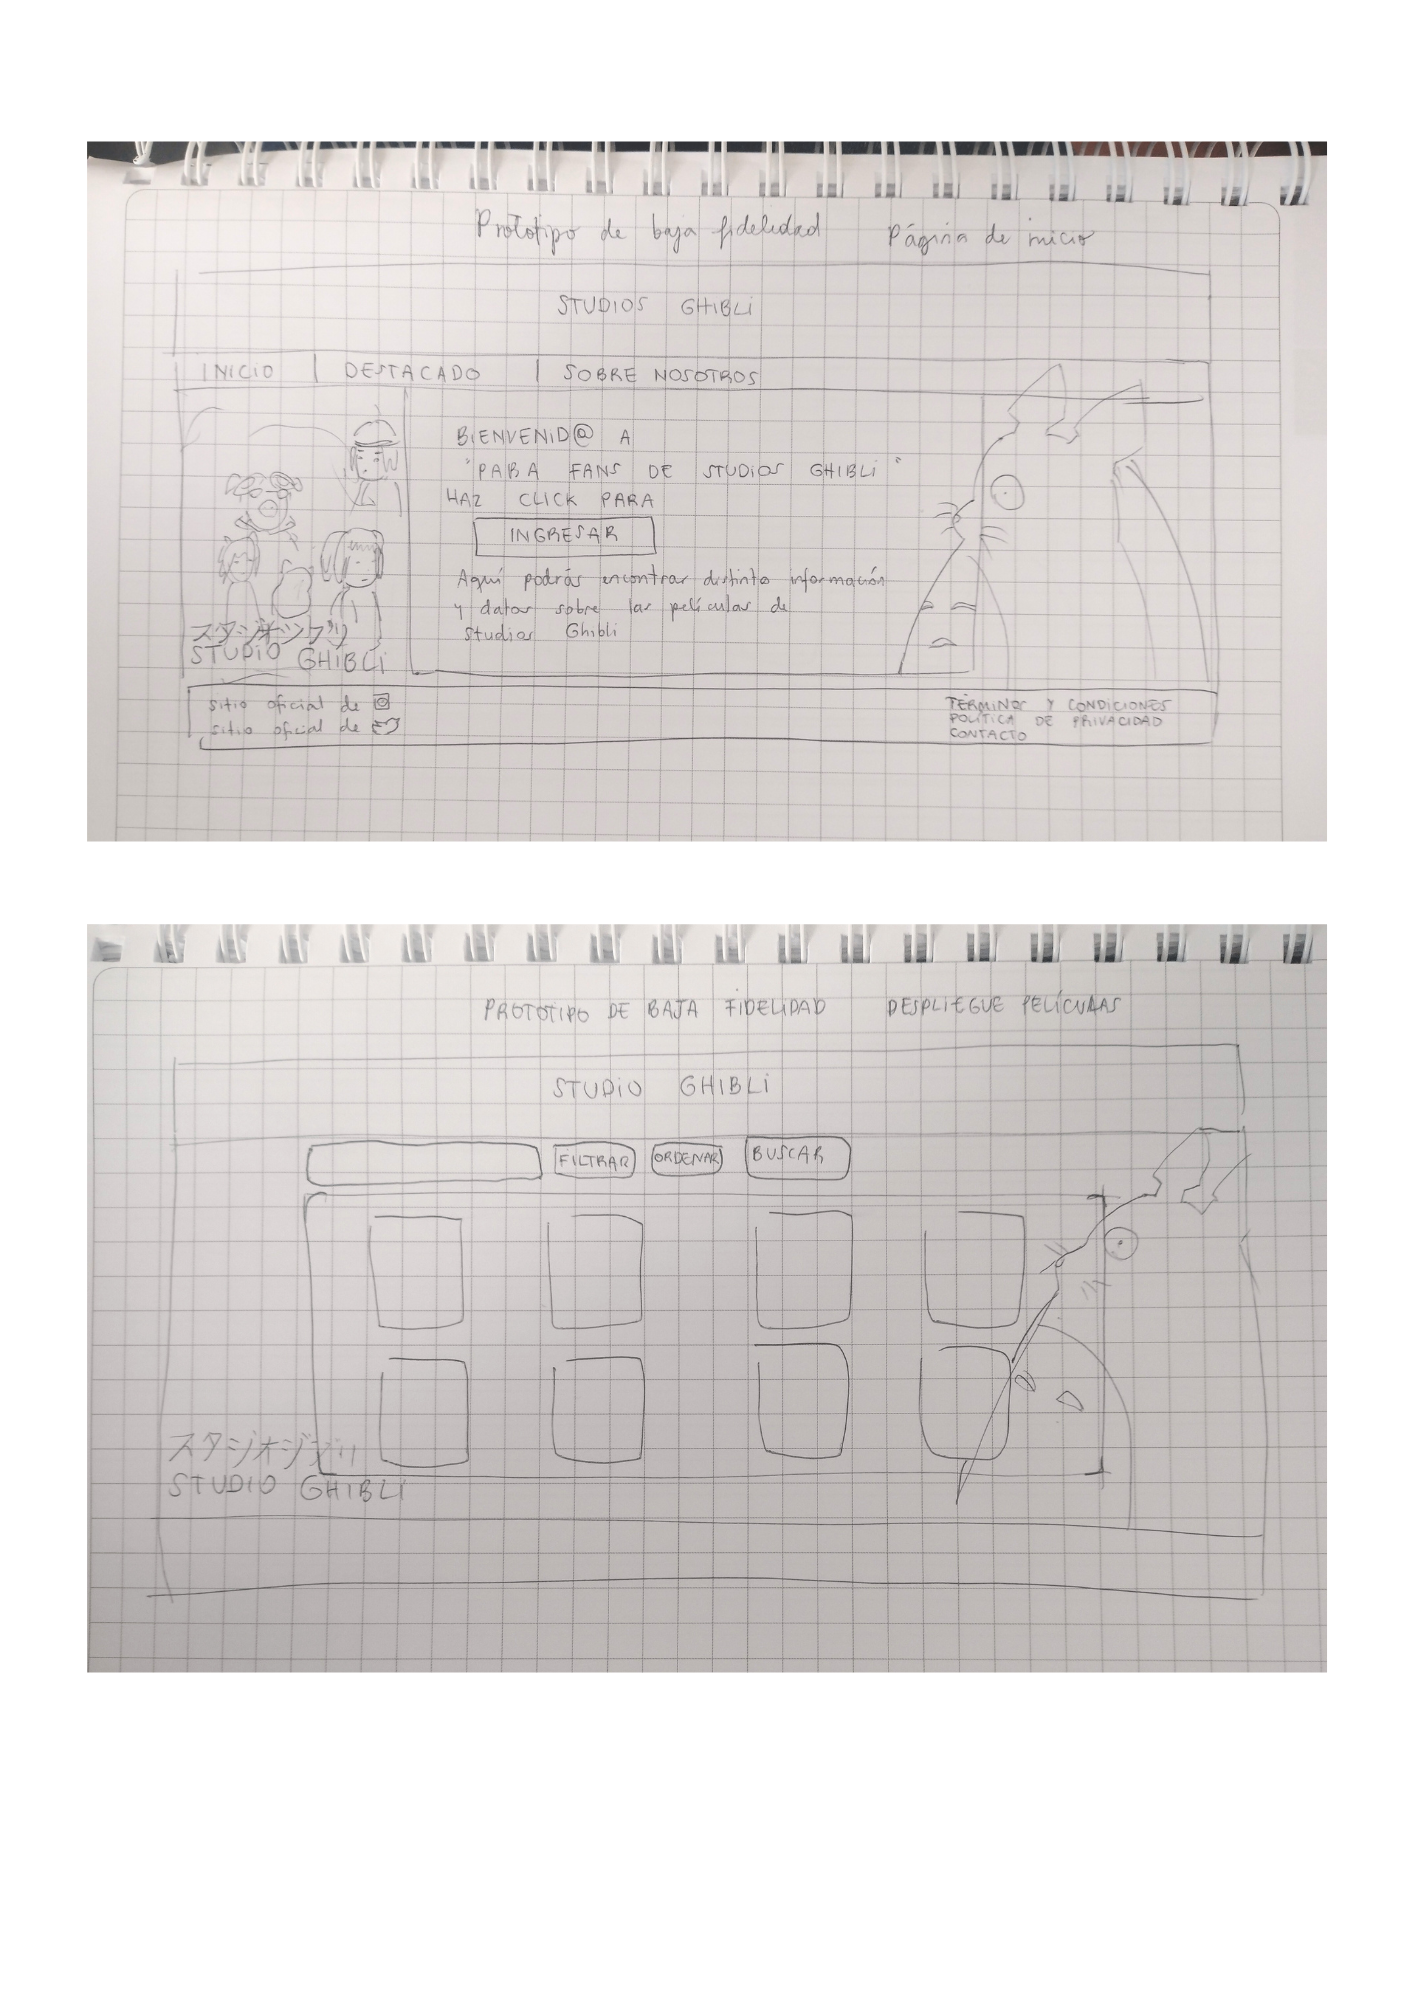 Prototipo de baja fidelidad Página de inicio
STUDIOS GHIBLI
INICIO | DESTACADO | SOBRE NOSOTROS
BIENVENID@ A
"PARA FANS DE STUDIOS GHIBLI"
HAZ CLICK PARA
INGRESAR
Aquí podrás encontrar distinta información
y datos sobre las películas de
Studios Ghibli
スタジオジブリ
STUDIO GHIBLI
sitio oficial de
sitio oficial de
TÉRMINOS Y CONDICIONES
POLÍTICA DE PRIVACIDAD
CONTACTO
PROTOTIPO DE BAJA FIDELIDAD DESPLIEGUE PELÍCULAS
STUDIO GHIBLI
FILTRAR ORDENAR BUSCAR
スタジオジブリ
STUDIO GHIBLI